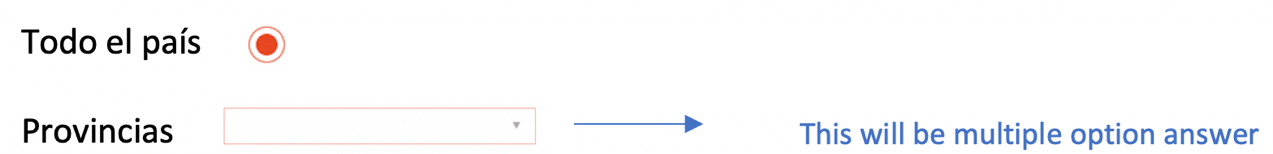 Todo el país
Provincias
This will be multiple option answer